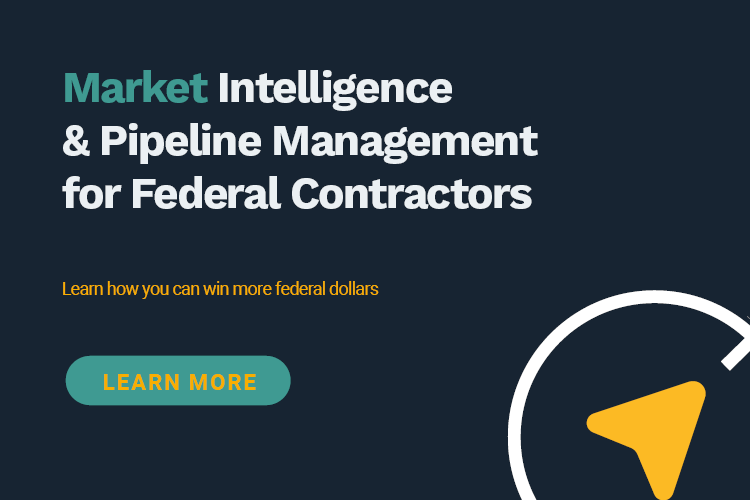 Market Intelligence
& Pipeline Management
for Federal Contractors
Learn how you can win more federal dollars
LEARN MORE